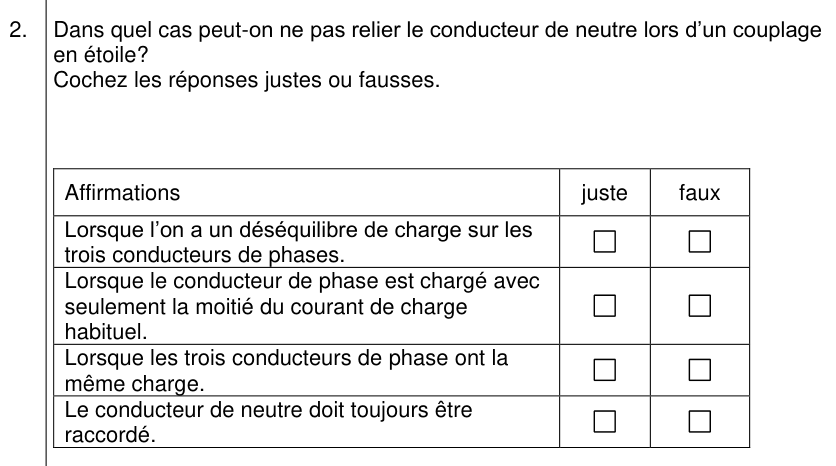 2. Dans quel cas peut-on ne pas relier le conducteur de neutre lors d'un couplage
en étoile?
Cochez les réponses justes ou fausses.
Affirmations juste faux
Lorsque l'on a un déséquilibre de charge sur les
trois conducteurs de phases.
Lorsque le conducteur de phase est chargé avec
seulement la moitié du courant de charge
habituel.
Lorsque les trois conducteurs de phase ont la
même charge.
Le conducteur de neutre doit toujours être
raccordé.